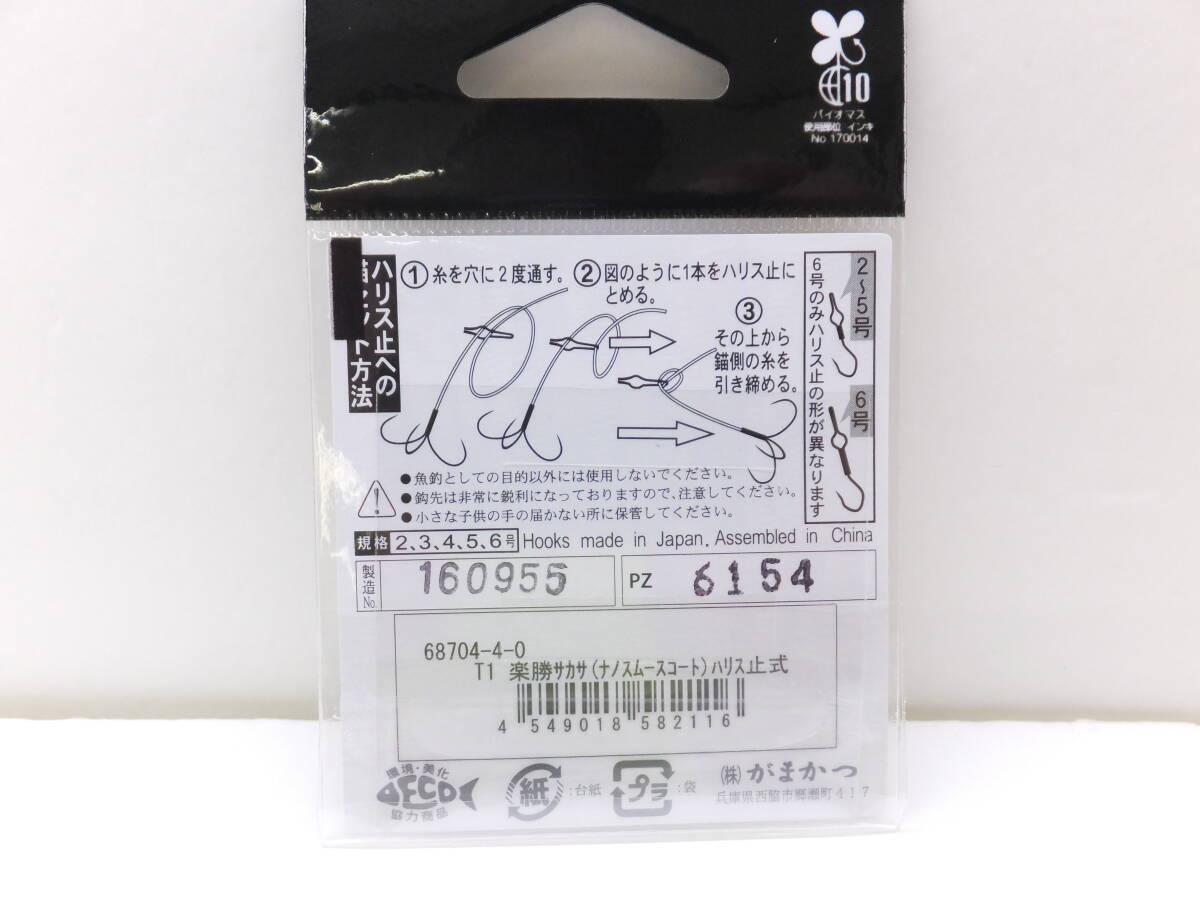 10
バイオマス
使用部位 インキ
No 170014
ハリス止への
方法
① 糸を穴に2度通す。
② 図のように1本をハリス止に
とめる。
③
その上から
錨側の糸を
引き締める。
2〜5号
6号
6号のみハリス止の形が異なります
●魚釣としての目的以外には使用しないでください。
●鈎先は非常に鋭利になっておりますので、注意してください。
●小さな子供の手の届かない所に保管してください。
規格 2、3、4、5、6号 Hooks made in Japan. Assembled in China
製造No. 160955 PZ 6154
68704-4-0
T1 楽勝サカサ(ナノスムースコート)ハリス止式
4 549018 582116
環境・美化
ECO
協力商品
紙 :台紙
プラ :袋
(株)がまかつ
兵庫県西脇市郷瀬町417